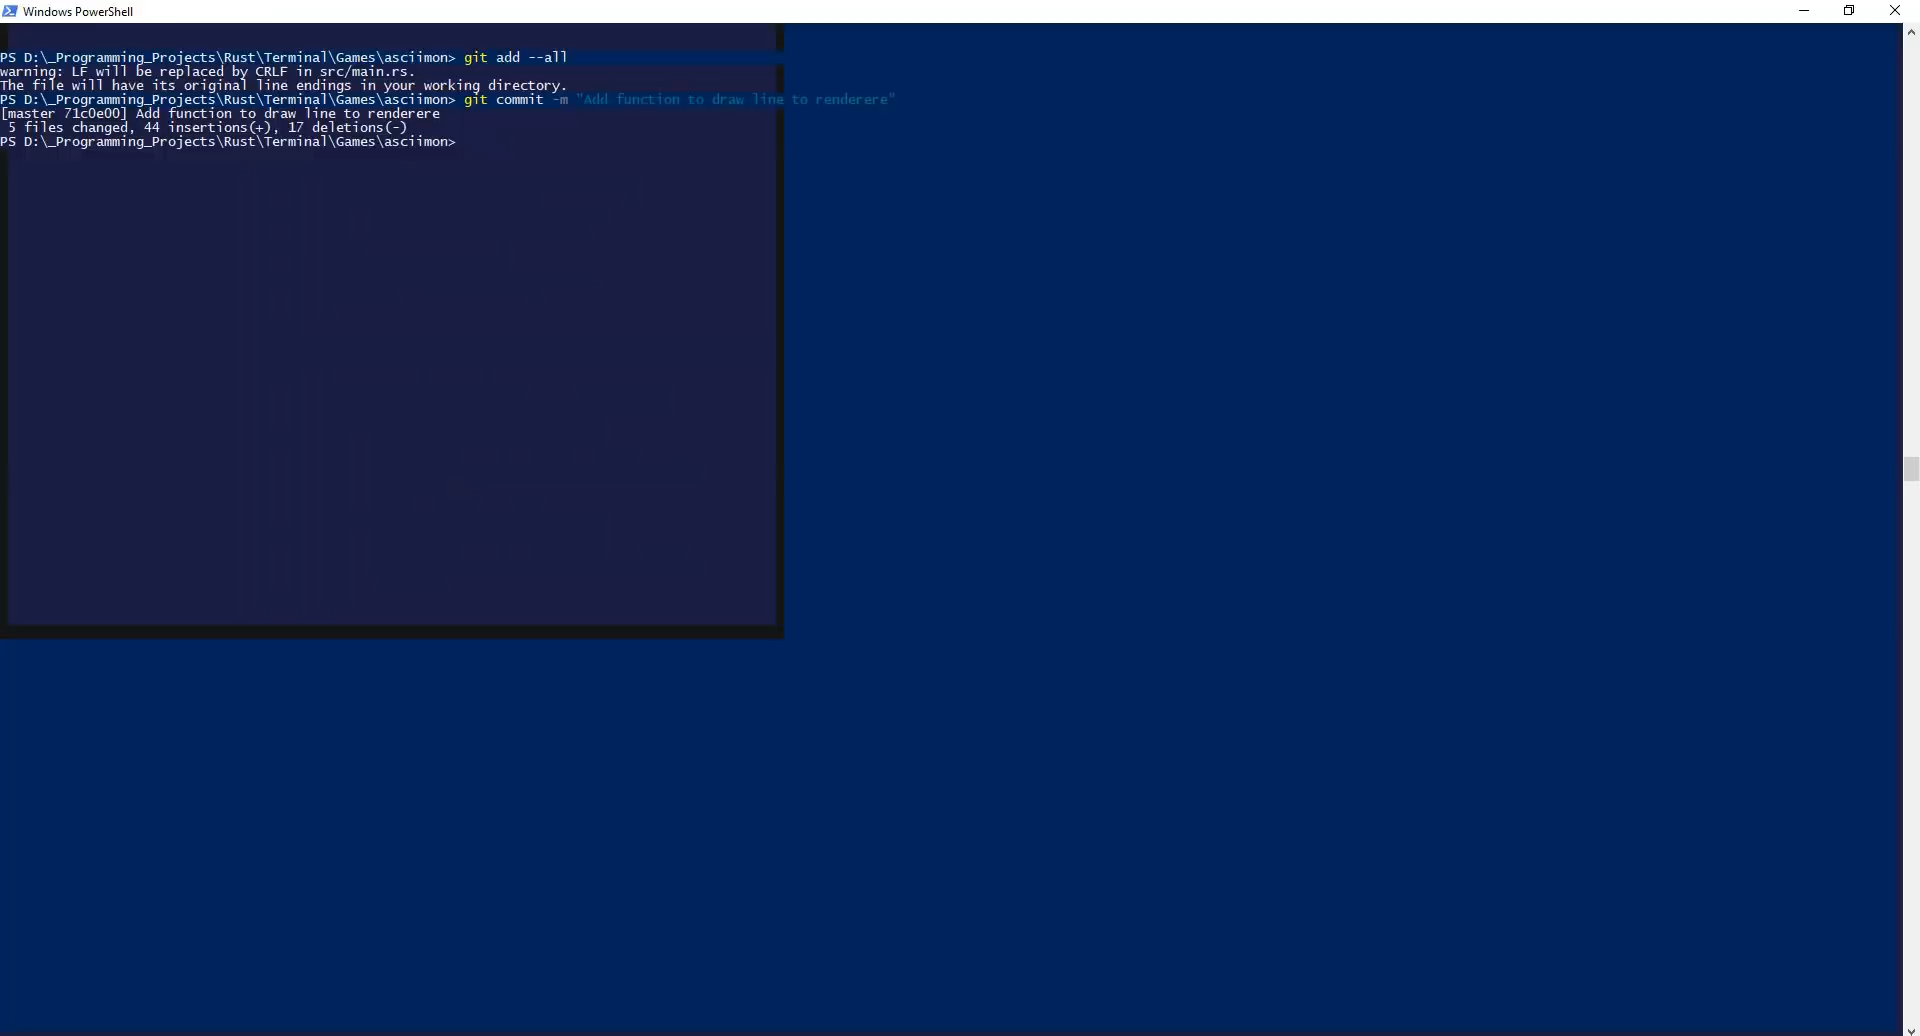 Windows PowerShell
PS D:\_Programming_Projects\Rust\Terminal\Games\asciimon> git add --all
warning: LF will be replaced by CRLF in src/main.rs.
The file will have its original line endings in your working directory.
PS D:\_Programming_Projects\Rust\Terminal\Games\asciimon> git commit -m "Add function to draw line to renderere"
[master 71c0e00] Add function to draw line to renderere
 5 files changed, 44 insertions(+), 17 deletions(-)
PS D:\_Programming_Projects\Rust\Terminal\Games\asciimon>